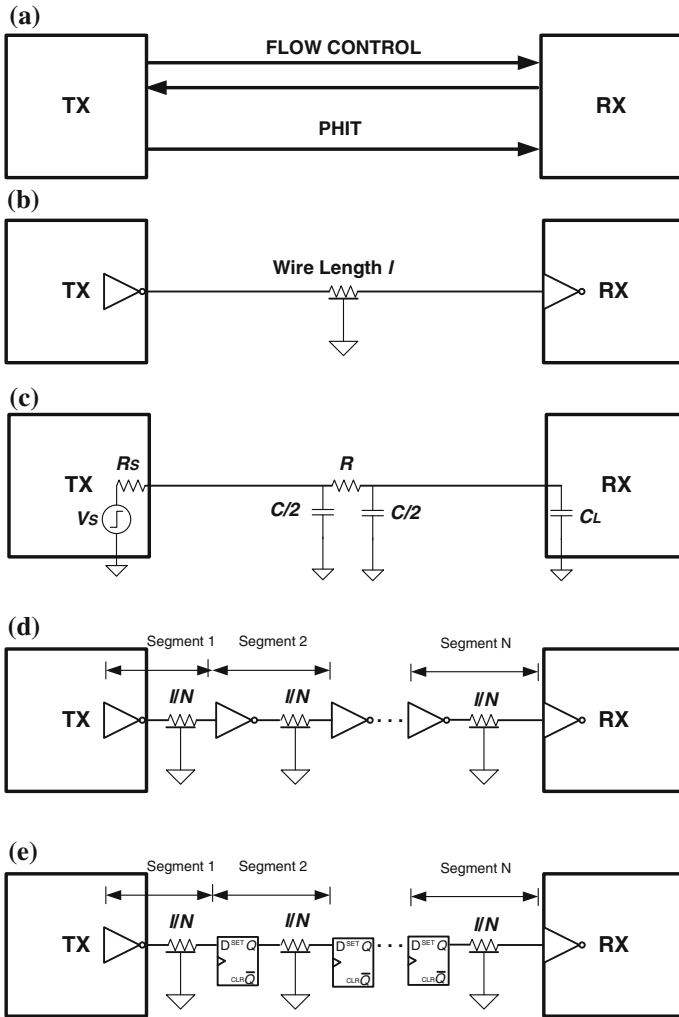 (a)
FLOW CONTROL
TX
RX
PHIT
(b)
Wire Length l
TX
RX
(c)
TX
RS
R
RX
VS
C/2
C/2
CL
(d)
Segment 1
Segment 2
Segment N
l/N
l/N
l/N
TX
RX
(e)
Segment 1
Segment 2
Segment N
l/N
l/N
l/N
TX
D SET Q
CLR Q̅
D SET Q
CLR Q̅
D SET Q
CLR Q̅
RX